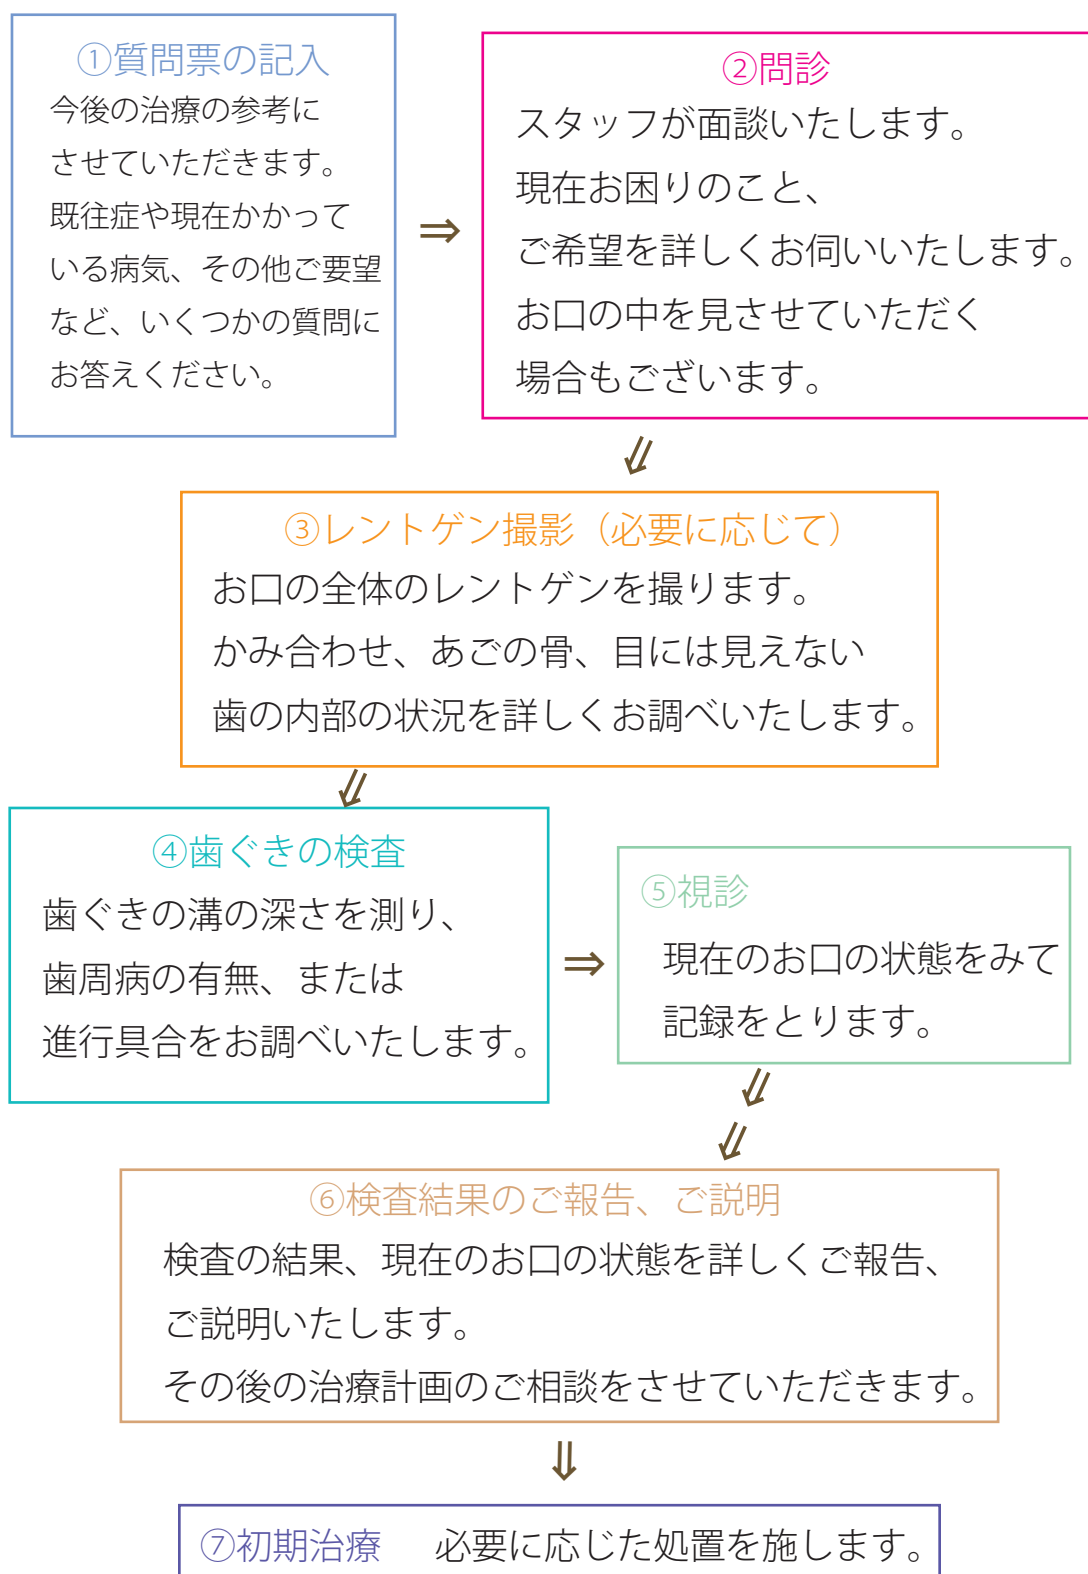 ①質問票の記入
今後の治療の参考に
させていただきます。
既往症や現在かかって
いる病気、その他ご要望
など、いくつかの質問に
お答えください。
⇒
②問診
スタッフが面談いたします。
現在お困りのこと、
ご希望を詳しくお伺いいたします。
お口の中を見させていただく
場合もございます。
⇓
③レントゲン撮影（必要に応じて）
お口の全体のレントゲンを撮ります。
かみ合わせ、あごの骨、目には見えない
歯の内部の状況を詳しくお調べいたします。
⇓
④歯ぐきの検査
歯ぐきの溝の深さを測り、
歯周病の有無、または
進行具合をお調べいたします。
⇒
⑤視診
現在のお口の状態をみて
記録をとります。
⇓
⇓
⑥検査結果のご報告、ご説明
検査の結果、現在のお口の状態を詳しくご報告、
ご説明いたします。
その後の治療計画のご相談をさせていただきます。
⇓
⑦初期治療　必要に応じた処置を施します。